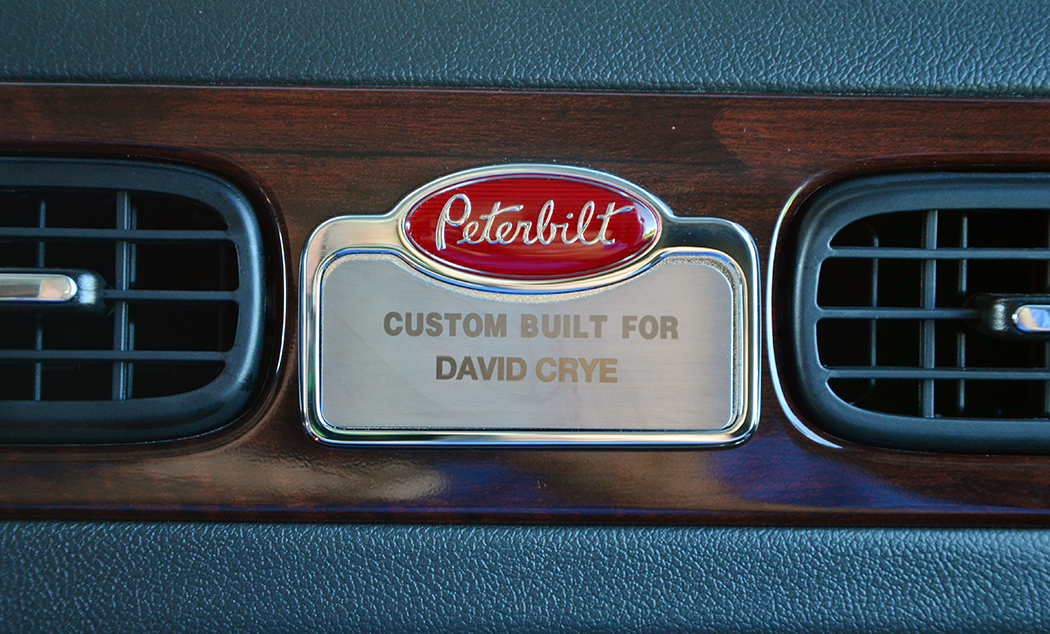 Peterbilt
CUSTOM BUILT FOR
DAVID CRYE